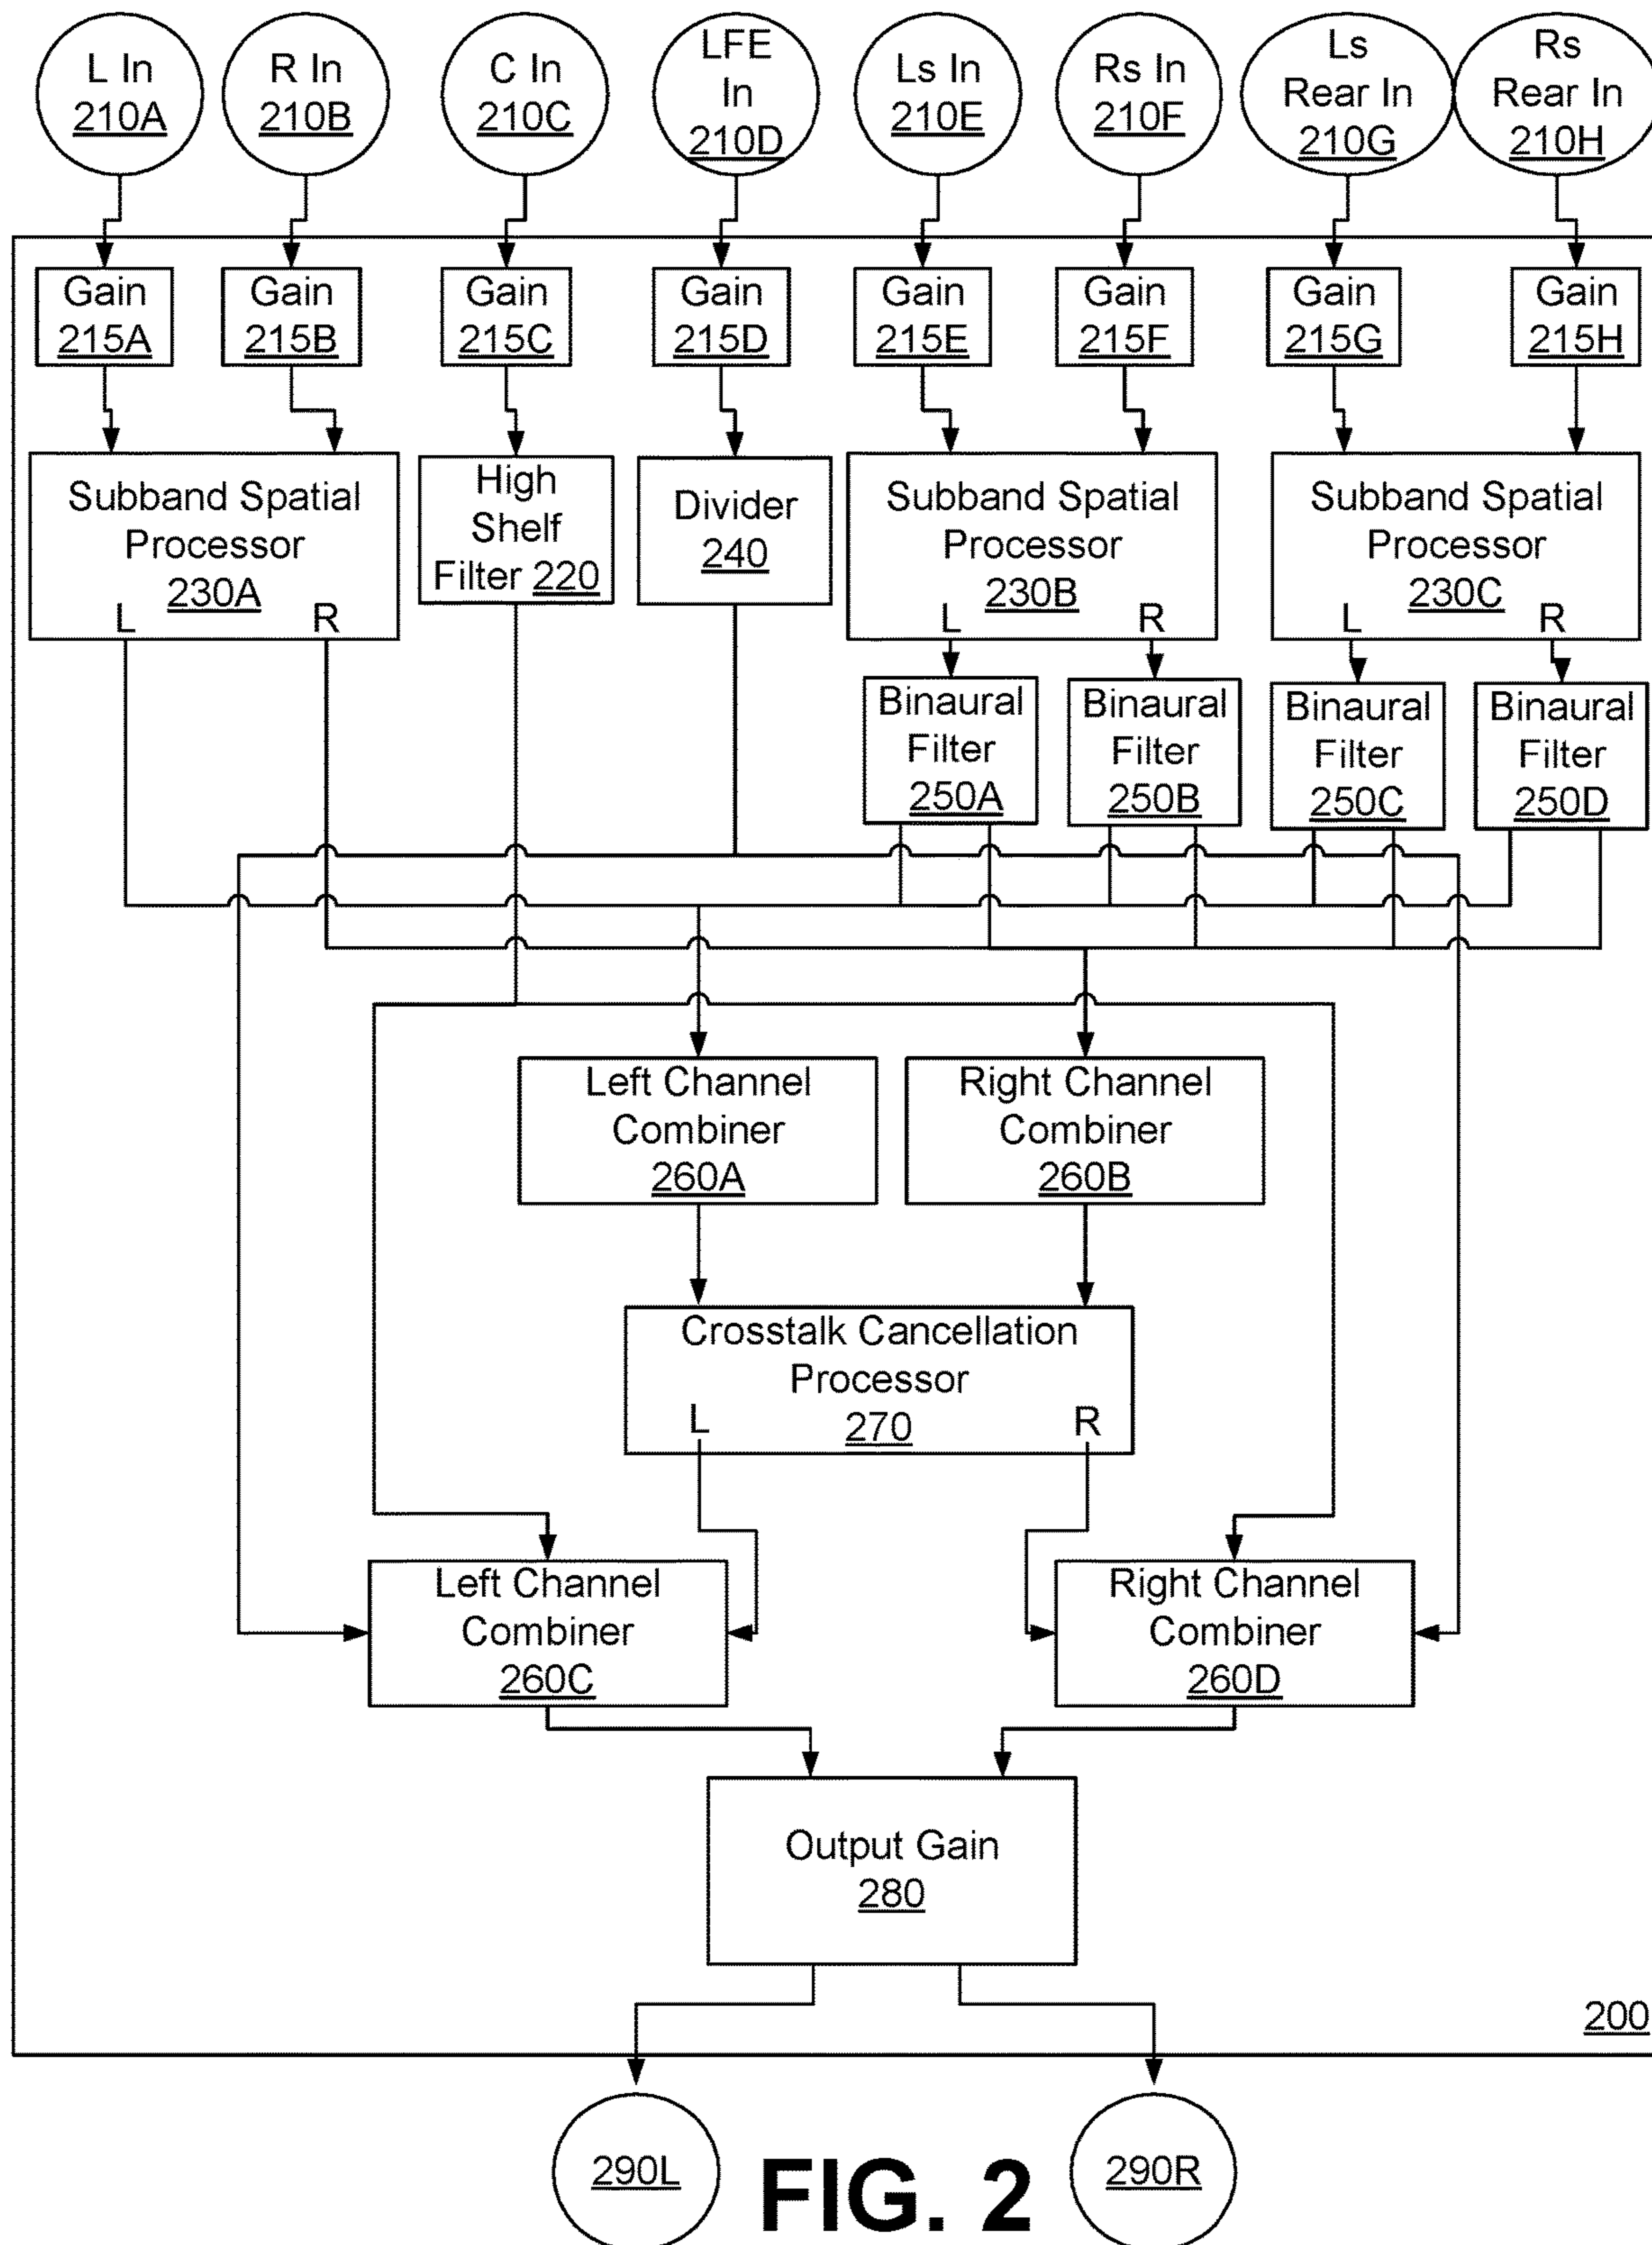 L In
210A
R In
210B
C In
210C
LFE
In
210D
Ls In
210E
Rs In
210F
Ls
Rear In
210G
Rs
Rear In
210H
Gain
215A
Gain
215B
Gain
215C
Gain
215D
Gain
215E
Gain
215F
Gain
215G
Gain
215H
Subband Spatial
Processor
230A
L
R
High
Shelf
Filter 220
Divider
240
Subband Spatial
Processor
230B
L
R
Subband Spatial
Processor
230C
L
R
Binaural
Filter
250A
Binaural
Filter
250B
Binaural
Filter
250C
Binaural
Filter
250D
Left Channel
Combiner
260A
Right Channel
Combiner
260B
Crosstalk Cancellation
Processor
270
L
R
Left Channel
Combiner
260C
Right Channel
Combiner
260D
Output Gain
280
200
290L
290R
FIG. 2